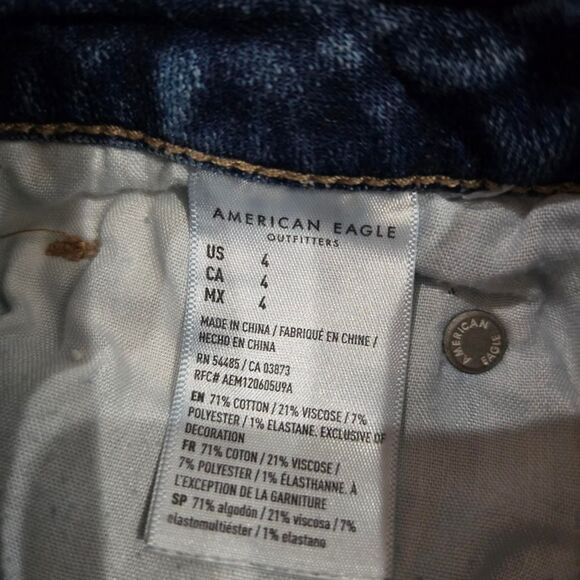 AMERICAN EAGLE
OUTFITTERS
US 4
CA 4
MX 4
MADE IN CHINA / FABRIQUÉ EN CHINE /
HECHO EN CHINA
RN 54485 / CA 03873
RFC# AEM120605U9A
EN 71% COTTON / 21% VISCOSE / 7%
POLYESTER / 1% ELASTANE. EXCLUSIVE OF
DECORATION
FR 71% COTON / 21% VISCOSE /
7% POLYESTER / 1% ÉLASTHANNE. À
L'EXCEPTION DE LA GARNITURE
SP 71% algodón / 21% viscosa / 7%
elastomultiéster / 1% elastano
AMERICAN
EAGLE